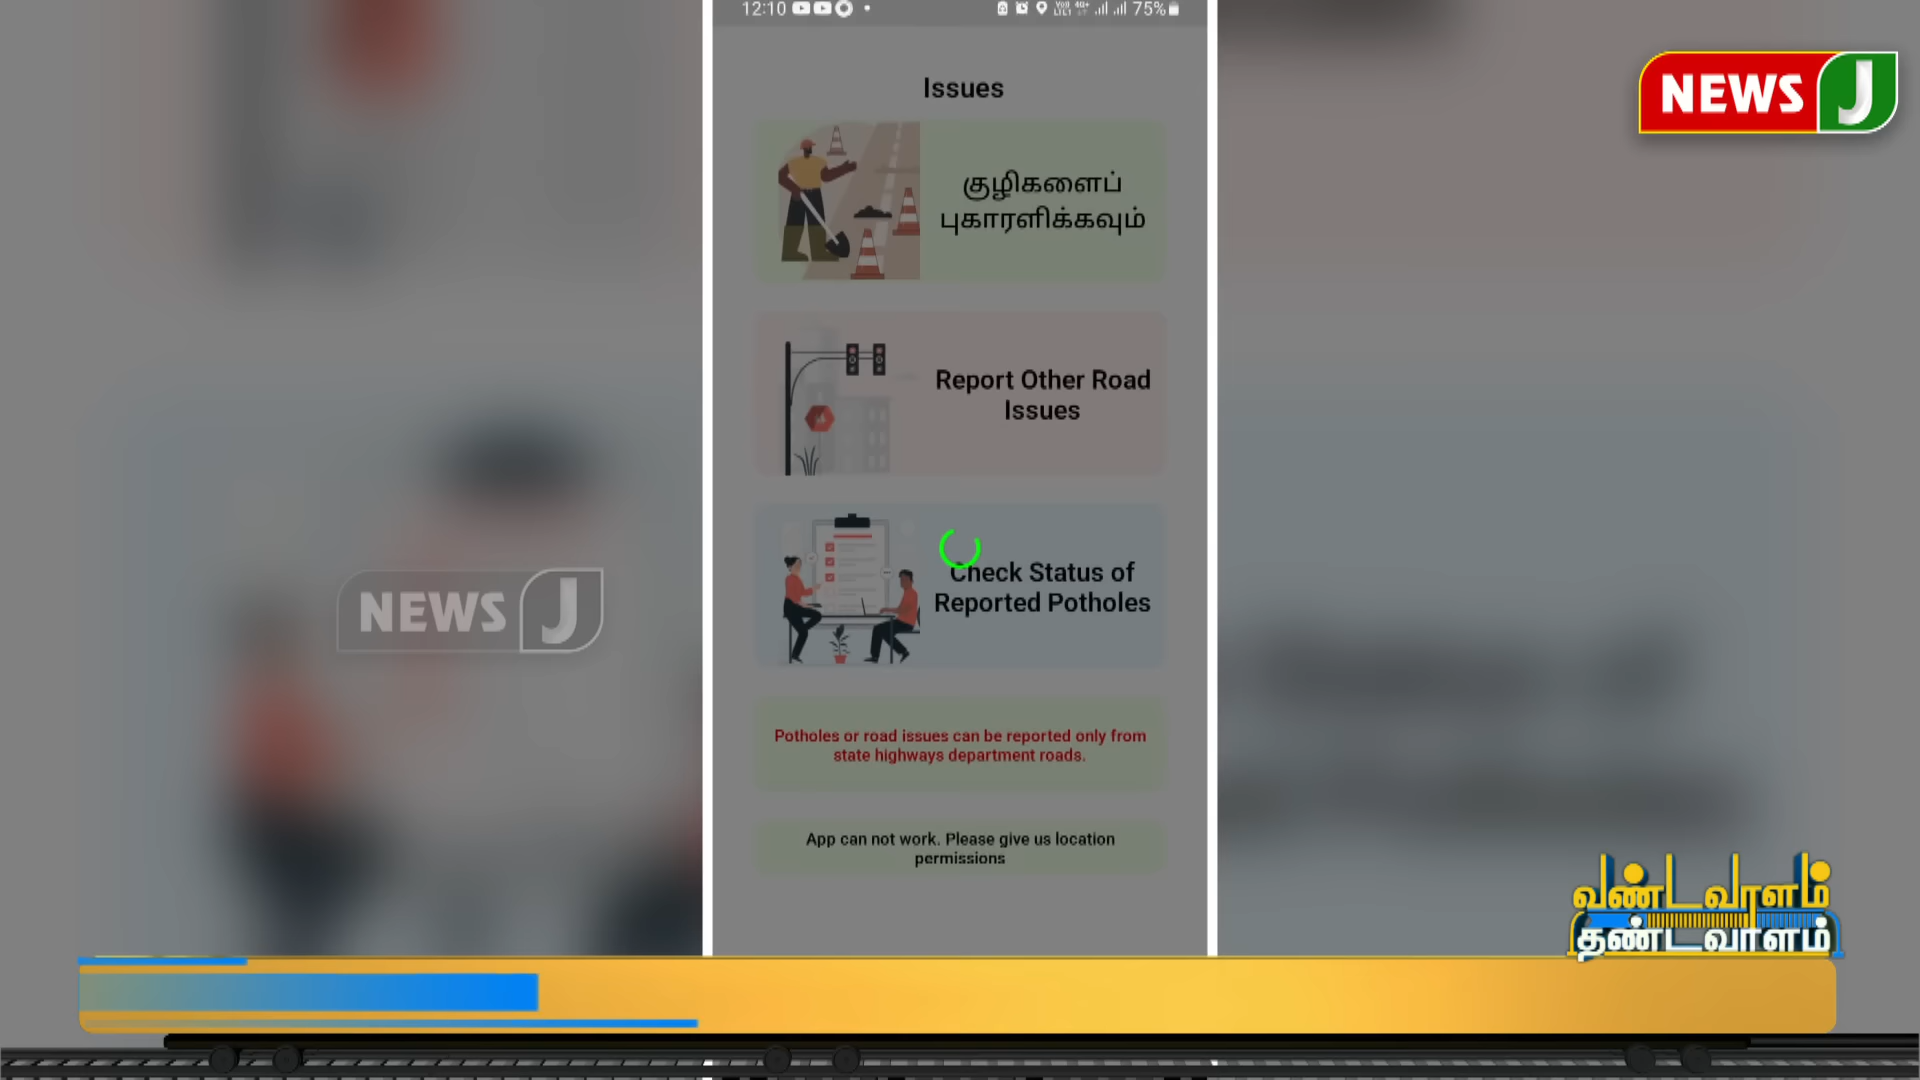 12:10
75%
NEWS J
Issues
குழிகளைப்
புகாரளிக்கவும்
Report Other Road
Issues
Check Status of
Reported Potholes
NEWS J
Potholes or road issues can be reported only from
state highways department roads.
App can not work. Please give us location
permissions
வண்டவாளம்
தண்டவாளம்